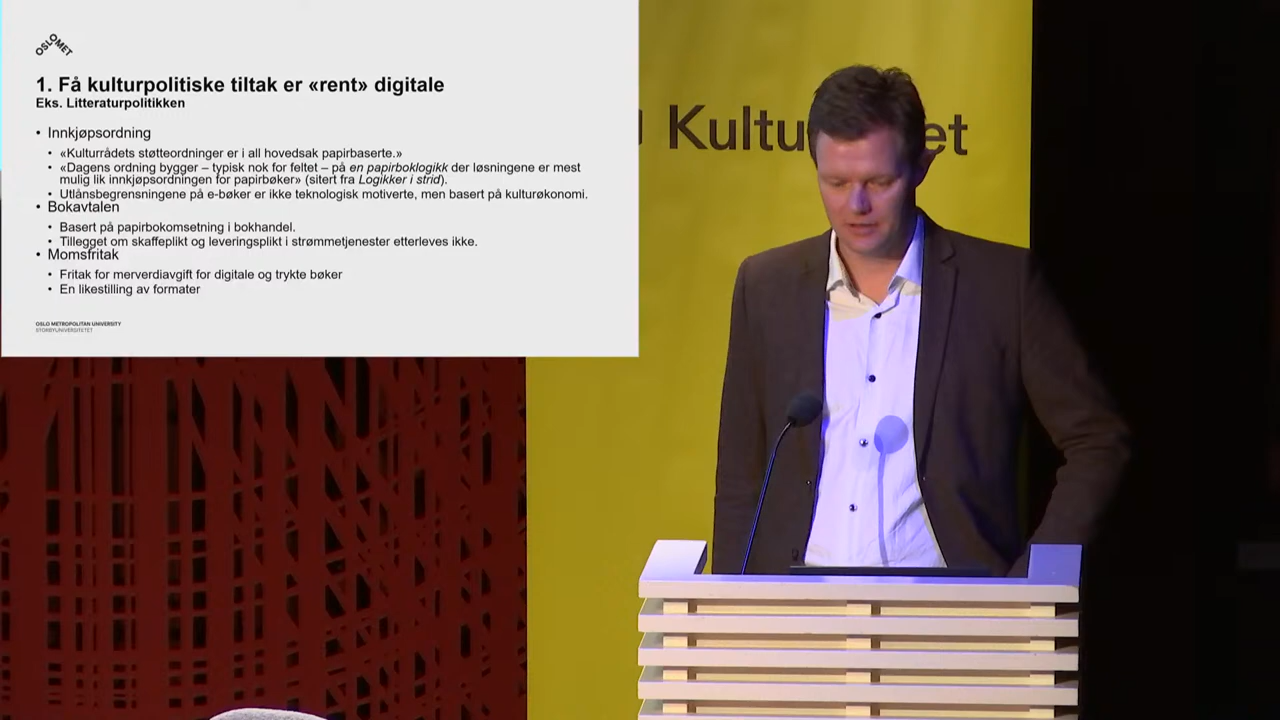 OSLOMET
1. Få kulturpolitiske tiltak er «rent» digitale
Eks. Litteraturpolitikken
• Innkjøpsordning
• «Kulturrådets støtteordninger er i all hovedsak papirbaserte.»
• «Dagens ordning bygger – typisk nok for feltet – på en papirboklogikk der løsningene er mest
mulig lik innkjøpsordningen for papirbøker» (sitert fra Logikker i strid).
• Utlånsbegrensningene på e-bøker er ikke teknologisk motiverte, men basert på kulturøkonomi.
• Bokavtalen
• Basert på papirbokomsetning i bokhandel.
• Tillegget om skaffeplikt og leveringsplikt i strømmetjenester etterleves ikke.
• Momsfritak
• Fritak for merverdiavgift for digitale og trykte bøker
• En likestilling av formater
OSLO METROPOLITAN UNIVERSITY
STORBYUNIVERSITETET
Kultu et